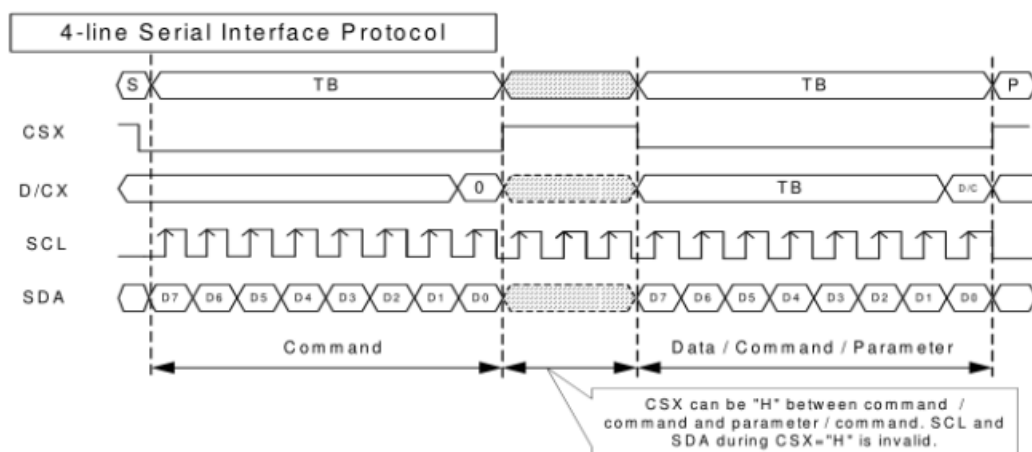 4-line Serial Interface Protocol
S TB TB P
CSX
D/CX 0 TB D/C
SCL
SDA D7 D6 D5 D4 D3 D2 D1 D0 D7 D6 D5 D4 D3 D2 D1 D0
Command Data / Command / Parameter
CSX can be "H" between command /
command and parameter / command. SCL and
SDA during CSX="H" is invalid.